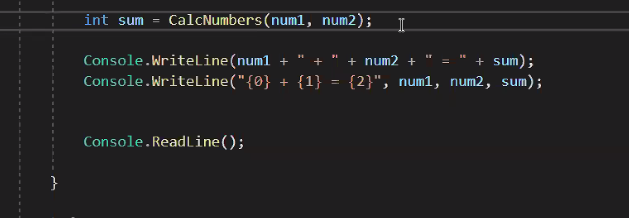 int sum = CalcNumbers(num1, num2);
Console.WriteLine(num1 + " + " + num2 + " = " + sum);
Console.WriteLine("{0} + {1} = {2}", num1, num2, sum);
Console.ReadLine();
}